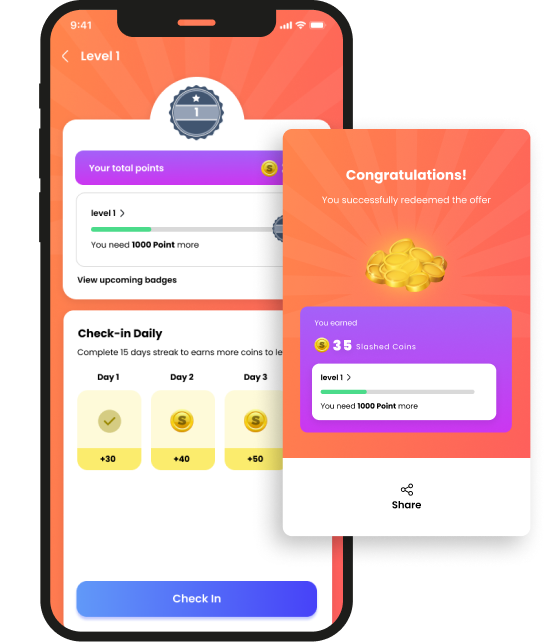 9:41
Level 1
1
Your total points
S
level 1
You need 1000 Point more
View upcoming badges
Check-in Daily
Complete 15 days streak to earns more coins to le
Day 1 Day 2 Day 3
S S
+30 +40 +50
Check In
Congratulations!
You successfully redeemed the offer
You earned
S 35 Slashed Coins
level 1
You need 1000 Point more
Share